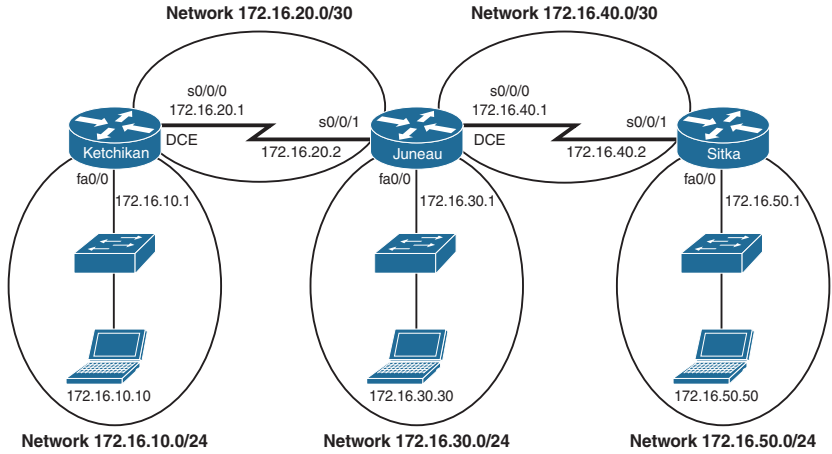 Network 172.16.20.0/30
Network 172.16.40.0/30
s0/0/0
172.16.20.1
DCE
s0/0/1
172.16.20.2
s0/0/0
172.16.40.1
DCE
s0/0/1
172.16.40.2
Ketchikan
Juneau
Sitka
fa0/0
172.16.10.1
fa0/0
172.16.30.1
fa0/0
172.16.50.1
172.16.10.10
172.16.30.30
172.16.50.50
Network 172.16.10.0/24
Network 172.16.30.0/24
Network 172.16.50.0/24